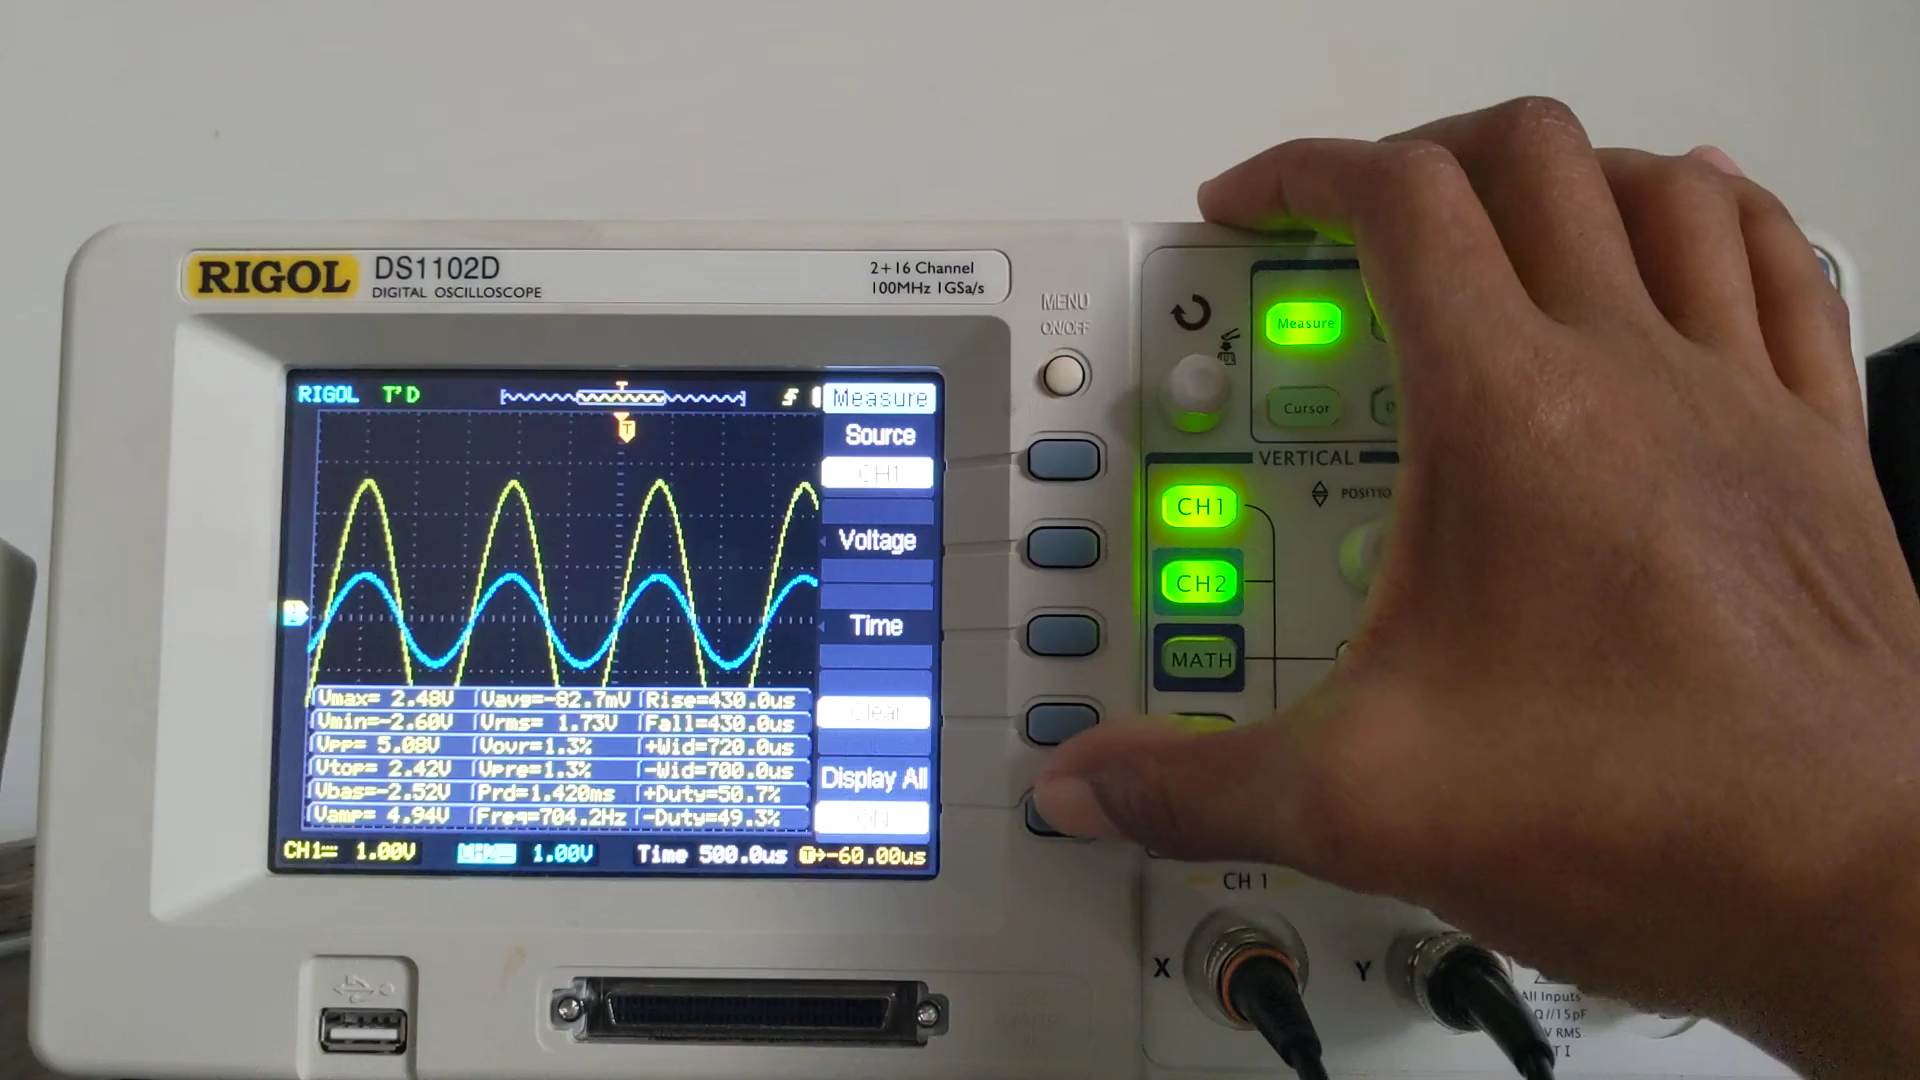 RIGOL DS1102D
DIGITAL OSCILLOSCOPE
2+16 Channel
100MHz 1GSa/s
MENU
ON/OFF
RIGOL T'D
T
T
Measure
Source
CH1
Voltage
Time
Clear
Display All
ON
Vmax= 2.48V Vavg=-82.7mV Rise=430.0us
Vmin=-2.60V Vrms= 1.73V Fall=430.0us
Vpp= 5.08V Vovr=1.3% +Wid=720.0us
Vtop= 2.42V Vpre=1.3% -Wid=700.0us
Vbas=-2.52V Prd=1.420ms +Duty=50.7%
Vamp= 4.94V Freq=704.2Hz -Duty=49.3%
CH1 1.00V 1.00V Time 500.0us -60.00us
Measure
Cursor
VERTICAL
CH1
CH2
MATH
CH 1
X
Y
All Inputs
Ω//15pF
V RMS